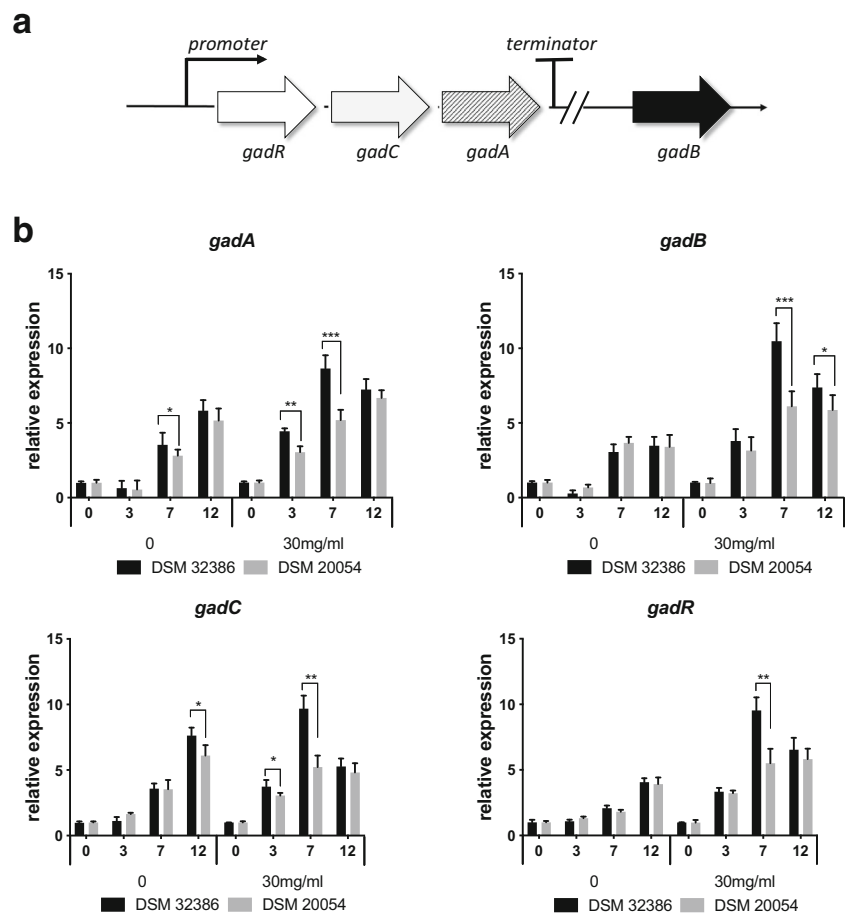 a
promoter
terminator
gadR
gadC
gadA
gadB
b
gadA
relative expression
15
10
5
0
*
**
***
0 3 7 12 0 3 7 12
0 30mg/ml
DSM 32386 DSM 20054
gadB
relative expression
15
10
5
0
***
*
0 3 7 12 0 3 7 12
0 30mg/ml
DSM 32386 DSM 20054
gadC
relative expression
15
10
5
0
*
*
**
0 3 7 12 0 3 7 12
0 30mg/ml
DSM 32386 DSM 20054
gadR
relative expression
15
10
5
0
**
0 3 7 12 0 3 7 12
0 30mg/ml
DSM 32386 DSM 20054